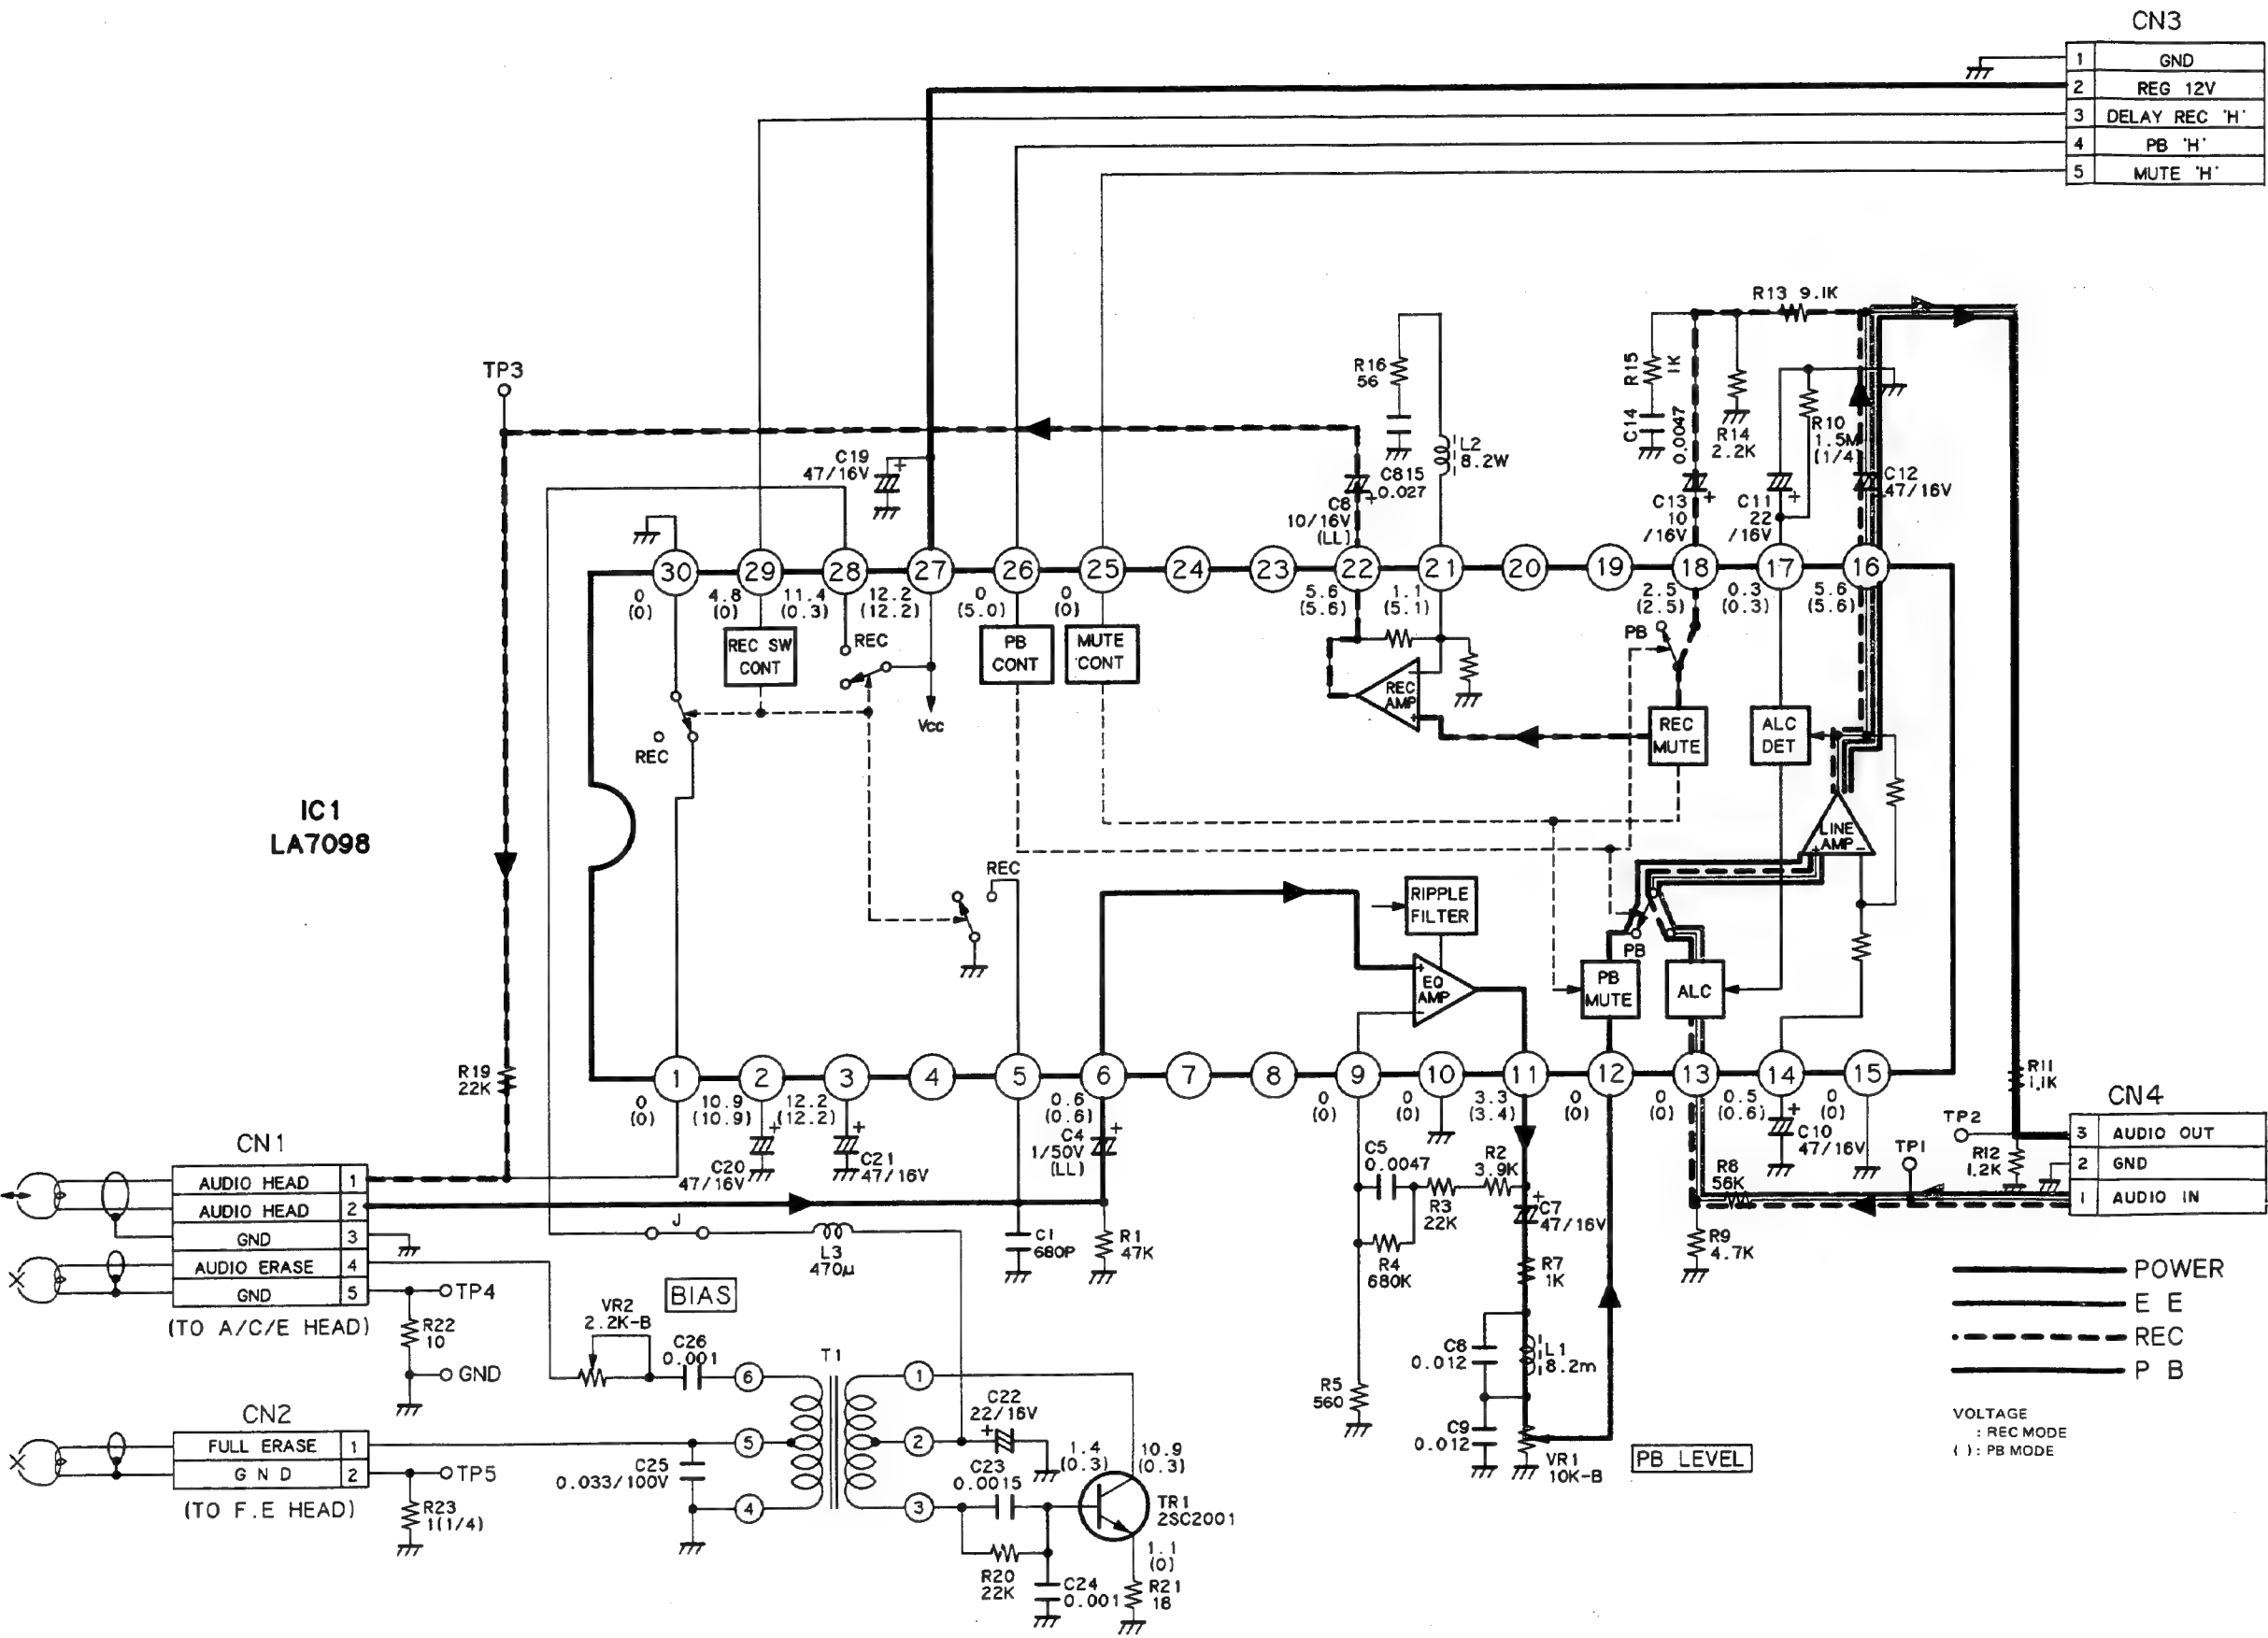 CN3
1 GND
2 REG 12V
3 DELAY REC 'H'
4 PB 'H'
5 MUTE 'H'
R13 9.1K
TP3
R15
1K
R16
56
C14
0.0047
R14
2.2K
R10
1.5M
(1/4)
C19
47/16V
L2
8.2W
C815
0.027
C12
47/16V
C8
10/16V
(LL)
C13
10
/16V
C11
22
/16V
30 29 28 27 26 25 24 23 22 21 20 19 18 17 16
0
(0)
4.8
(0)
11.4
(0.3)
12.2
(12.2)
0
(5.0)
0
(0)
5.6
(5.6)
1.1
(5.1)
2.5
(2.5)
0.3
(0.3)
5.6
(5.6)
REC SW
CONT
REC
PB
CONT
MUTE
CONT
PB
REC
AMP
+
Vcc
REC
MUTE
ALC
DET
REC
IC1
LA7098
LINE
AMP
+ -
REC
RIPPLE
FILTER
PB
EQ
AMP
+
-
PB
MUTE
ALC
1 2 3 4 5 6 7 8 9 10 11 12 13 14 15
0
(0)
10.9
(10.9)
12.2
(12.2)
0.6
(0.6)
0
(0)
0
(0)
3.3
(3.4)
0
(0)
0
(0)
0.5
(0.6)
0
(0)
R19
22K
R11
1.1K
C20
47/16V
C21
47/16V
C4
1/50V
(LL)
C5
0.0047
R2
3.9K
R3
22K
R4
680K
C7
47/16V
C10
47/16V
R8
56K
TP1
TP2
R12
1.2K
R9
4.7K
CN4
3 AUDIO OUT
2 GND
1 AUDIO IN
CN1
AUDIO HEAD 1
AUDIO HEAD 2
GND 3
AUDIO ERASE 4
GND 5
(TO A/C/E HEAD)
TP4
R22
10
GND
J
L3
470μ
C1
680P
R1
47K
BIAS
VR2
2.2K-B
C26
0.001
T1
6
5
4
1
2
3
R7
1K
C8
0.012
L1
8.2m
R5
560
C9
0.012
VR1
10K-B
PB LEVEL
POWER
E E
REC
P B
VOLTAGE
: REC MODE
( ) : PB MODE
CN2
FULL ERASE 1
G N D 2
(TO F.E HEAD)
TP5
R23
1(1/4)
C25
0.033/100V
C22
22/16V
C23
0.0015
1.4
(0.3)
10.9
(0.3)
TR1
2SC2001
1.1
(0)
R20
22K
C24
0.001
R21
18